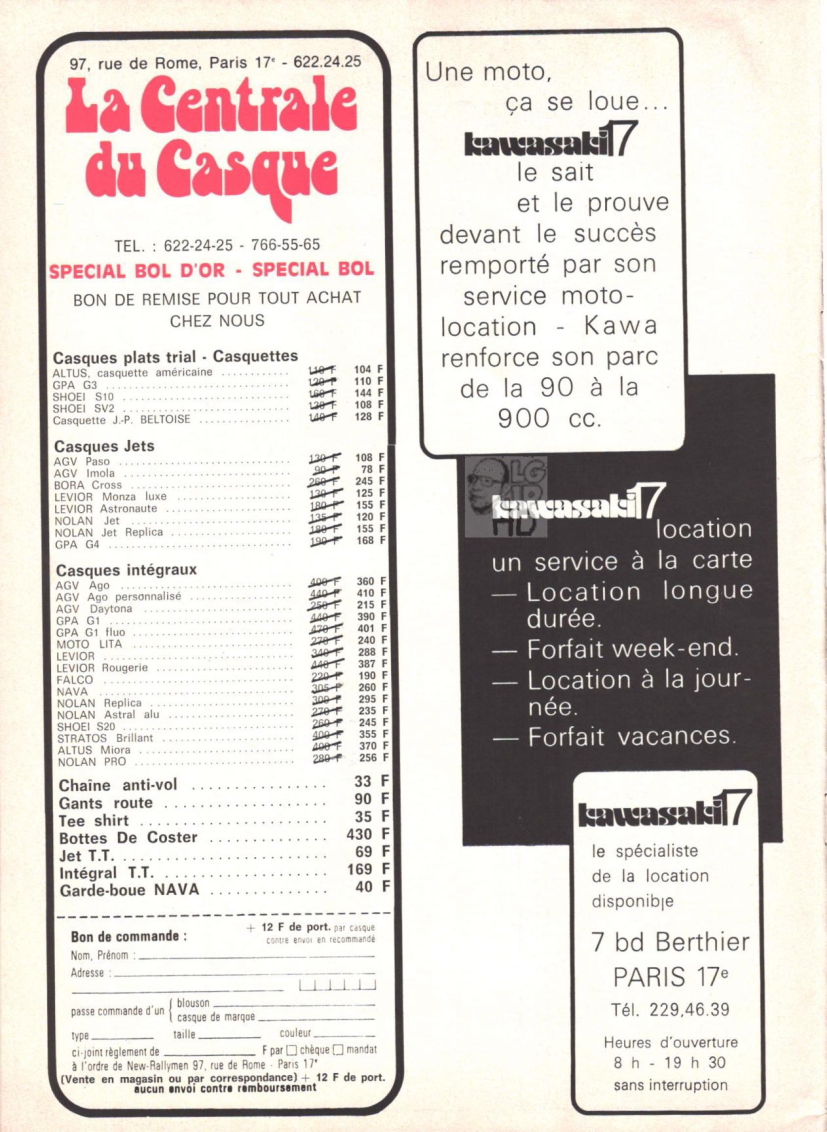 97, rue de Rome, Paris 17e - 622.24.25
La Centrale
du Casque
TEL. : 622-24-25 - 766-55-65
SPECIAL BOL D'OR - SPECIAL BOL
BON DE REMISE POUR TOUT ACHAT
CHEZ NOUS
Casques plats trial - Casquettes
ALTUS, casquette américaine 110 F 104 F
GPA G3 120 F 110 F
SHOEI S10 160 F 144 F
SHOEI SV2 130 F 108 F
Casquette J.-P. BELTOISE 140 F 128 F
Casques Jets
AGV Paso 130 F 108 F
AGV Imola 90 F 78 F
BORA Cross 260 F 245 F
LEVIOR Monza luxe 130 F 125 F
LEVIOR Astronaute 180 F 155 F
NOLAN Jet 135 F 120 F
NOLAN Jet Replica 180 F 155 F
GPA G4 190 F 168 F
Casques intégraux
AGV Ago 400 F 360 F
AGV Ago personnalisé 440 F 410 F
AGV Daytona 250 F 215 F
GPA G1 440 F 390 F
GPA G1 fluo 470 F 401 F
MOTO LITA 270 F 240 F
LEVIOR 340 F 288 F
LEVIOR Rougerie 440 F 387 F
FALCO 220 F 190 F
NAVA 305 F 260 F
NOLAN Replica 300 F 295 F
NOLAN Astral alu 270 F 235 F
SHOEI S20 260 F 245 F
STRATOS Brillant 400 F 355 F
ALTUS Miora 400 F 370 F
NOLAN PRO 280 F 256 F
Chaîne anti-vol 33 F
Gants route 90 F
Tee shirt 35 F
Bottes De Coster 430 F
Jet T.T. 69 F
Intégral T.T. 169 F
Garde-boue NAVA 40 F
Bon de commande : + 12 F de port. par casque
contre envoi en recommandé
Nom, Prénom :
Adresse :
passe commande d'un { blouson
casque de marque
type taille couleur
ci-joint règlement de F par □ chèque □ mandat
à l'ordre de New-Rallymen 97, rue de Rome - Paris 17e
(Vente en magasin ou par correspondance) + 12 F de port.
aucun envoi contre remboursement
Une moto,
ça se loue...
kawasaki 17
le sait
et le prouve
devant le succès
remporté par son
service moto-
location - Kawa
renforce son parc
de la 90 à la
900 cc.
kawasaki 17
location
un service à la carte
— Location longue
durée.
— Forfait week-end.
— Location à la jour-
née.
— Forfait vacances.
kawasaki 17
le spécialiste
de la location
disponible
7 bd Berthier
PARIS 17e
Tél. 229,46.39
Heures d'ouverture
8 h - 19 h 30
sans interruption